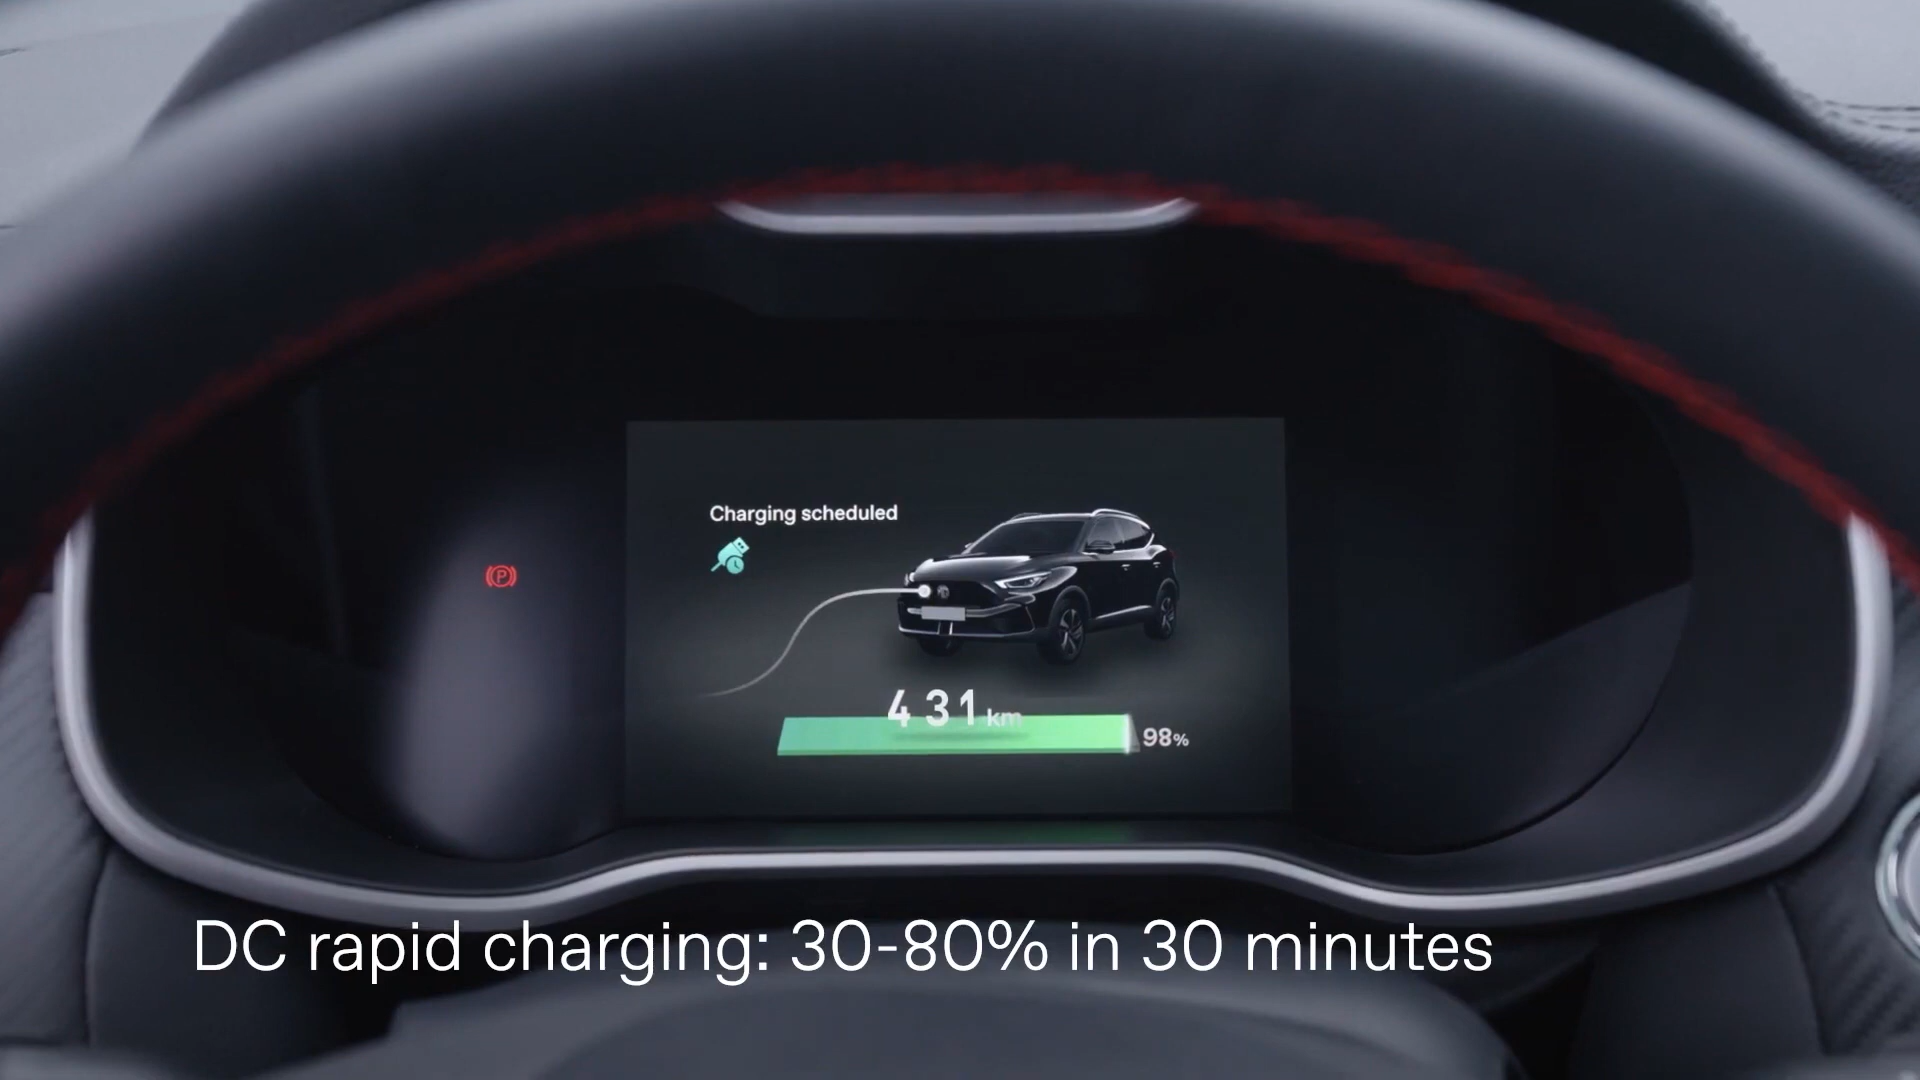 Charging scheduled
P
431 km
98%
DC rapid charging: 30-80% in 30 minutes